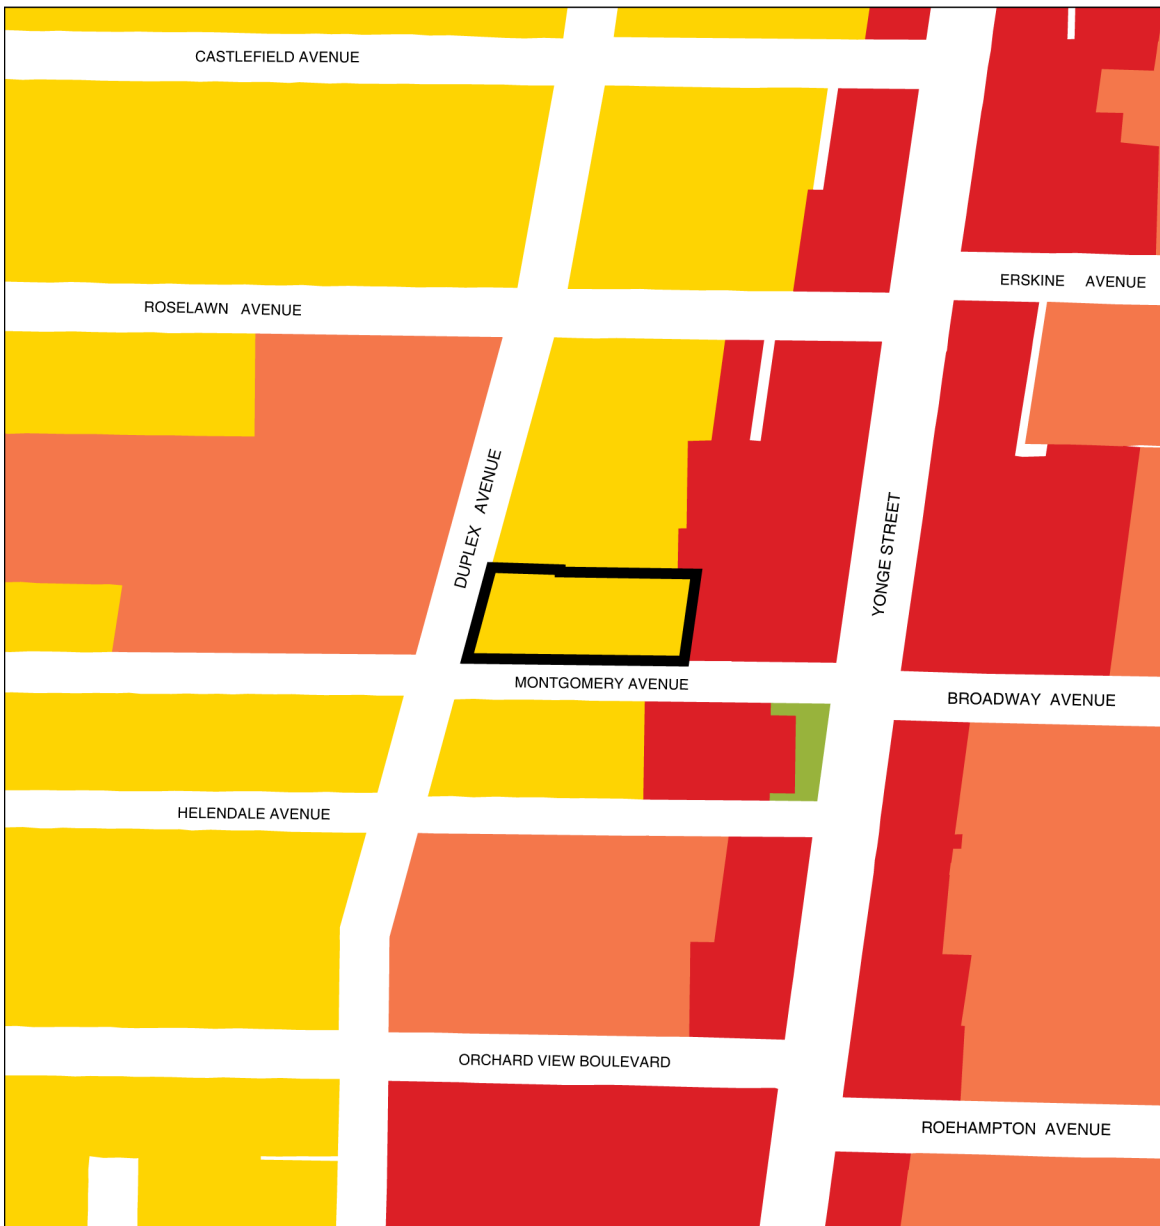 CASTLEFIELD AVENUE
ERSKINE AVENUE
ROSELAWN AVENUE
DUPLEX AVENUE
YONGE STREET
MONTGOMERY AVENUE
BROADWAY AVENUE
HELENDALE AVENUE
ORCHARD VIEW BOULEVARD
ROEHAMPTON AVENUE